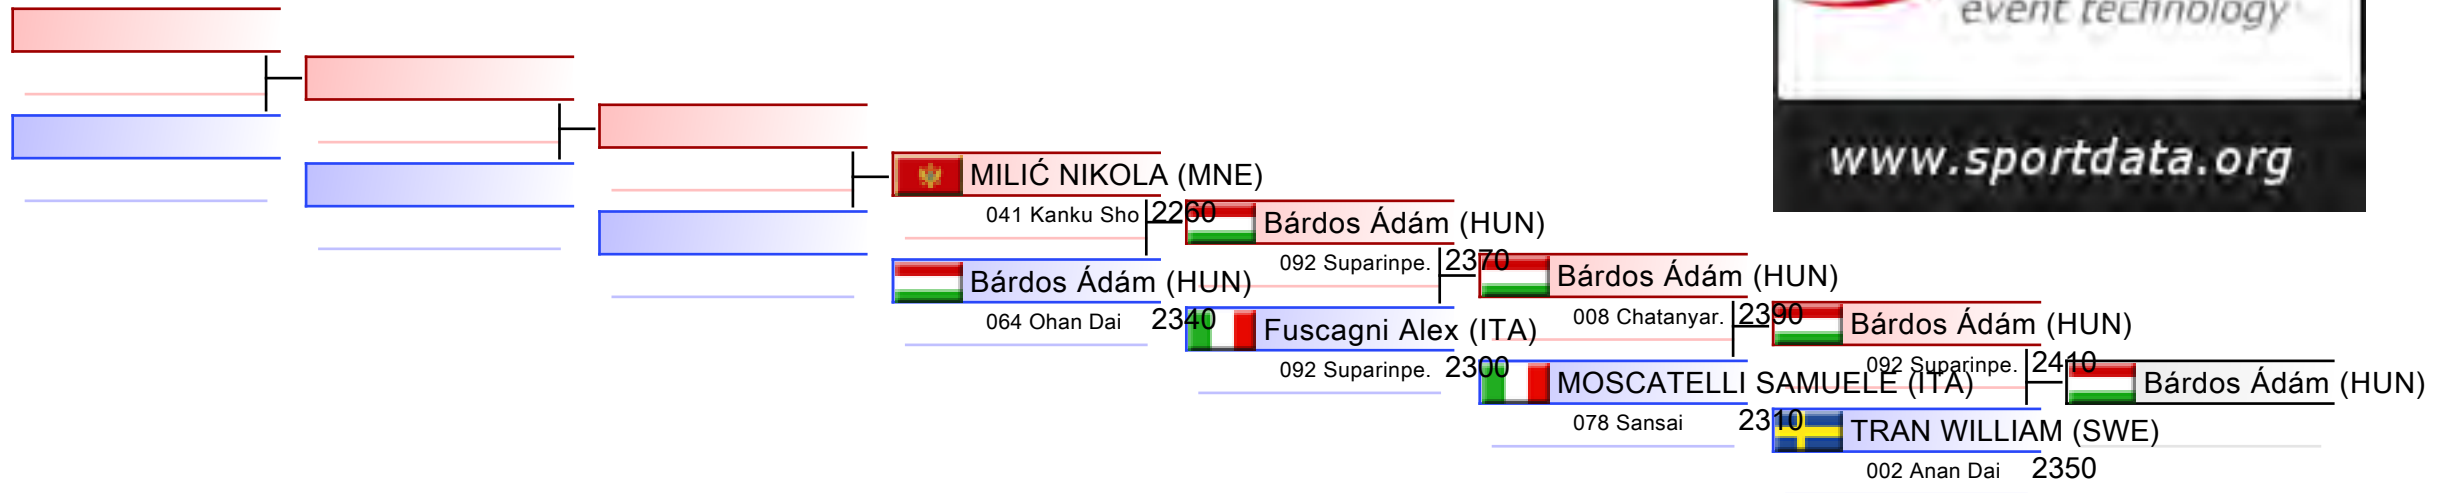 event technology
www.sportdata.org
MILIĆ NIKOLA (MNE)
041 Kanku Sho 2260
Bárdos Ádám (HUN)
064 Ohan Dai 2340
Bárdos Ádám (HUN)
092 Suparinpe. 2370
Fuscagni Alex (ITA)
092 Suparinpe. 2300
Bárdos Ádám (HUN)
008 Chatanyar. 2390
MOSCATELLI SAMUELE (ITA)
078 Sansai 2310
Bárdos Ádám (HUN)
092 Suparinpe. 2410
TRAN WILLIAM (SWE)
002 Anan Dai 2350
Bárdos Ádám (HUN)